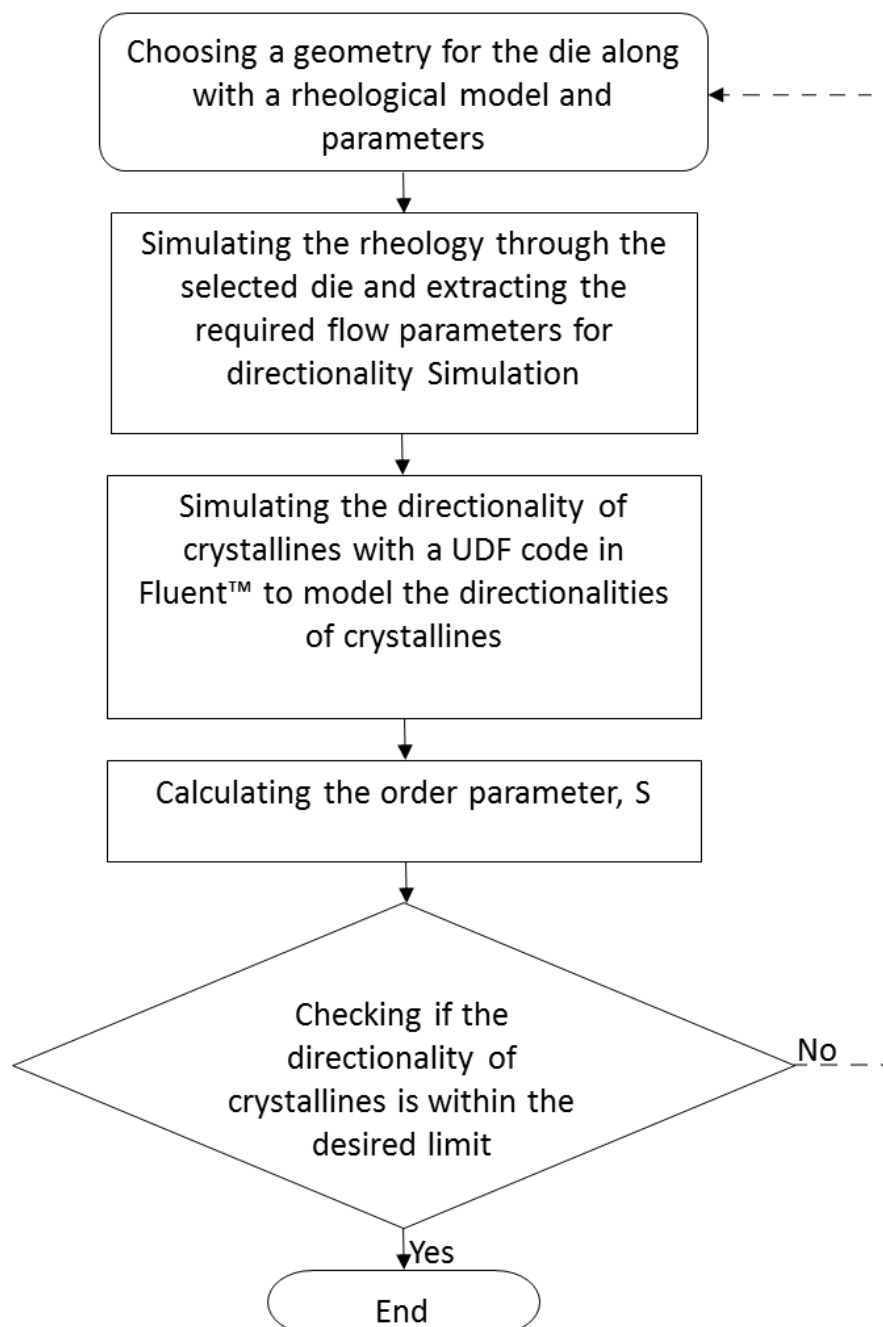 Choosing a geometry for the die along
with a rheological model and
parameters
Simulating the rheology through the
selected die and extracting the
required flow parameters for
directionality Simulation
Simulating the directionality of
crystallines with a UDF code in
Fluent™ to model the directionalities
of crystallines
Calculating the order parameter, S
Checking if the
directionality of
crystallines is within the
desired limit
No
Yes
End